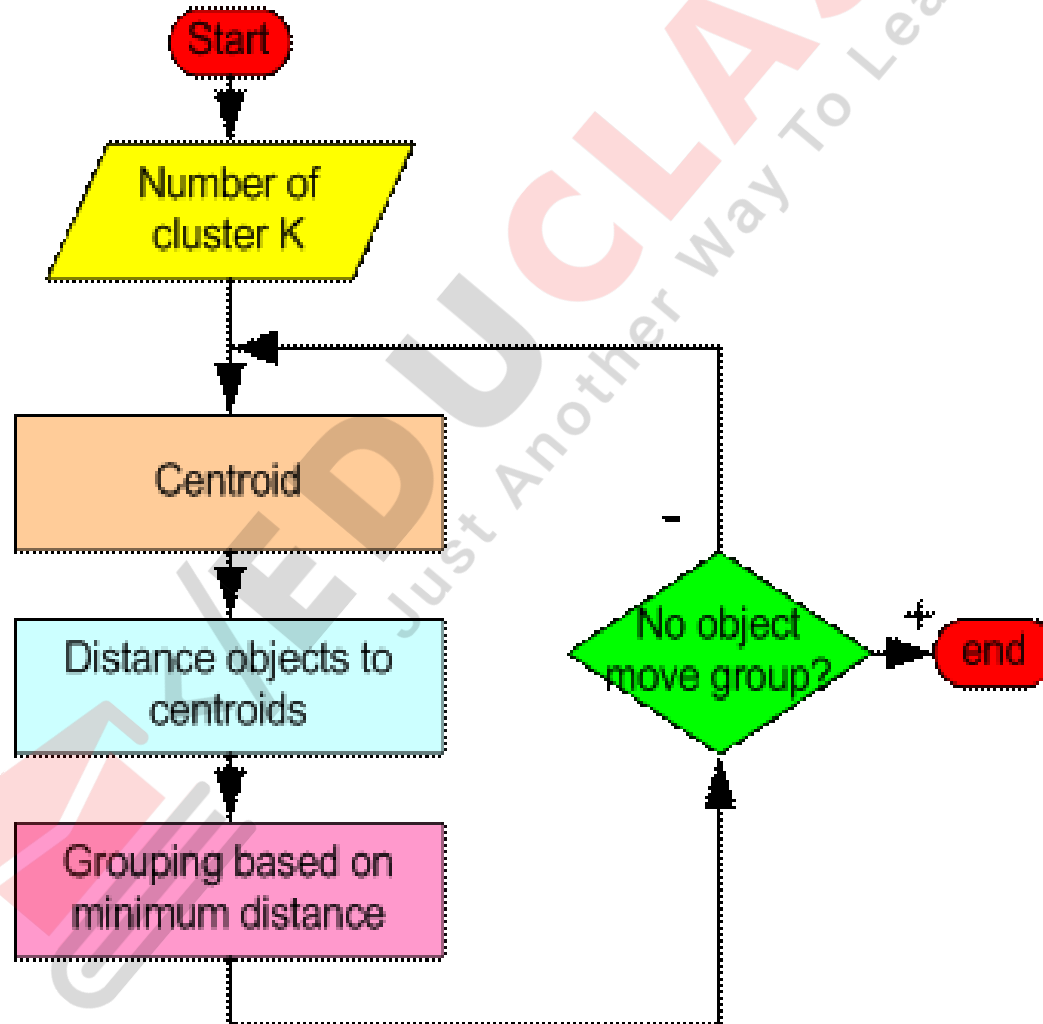 Start
Number of
cluster K
Centroid
Distance objects to
centroids
Grouping based on
minimum distance
-
No object
move group?
+
end
EDUCLAS
Just Another Way To Lea